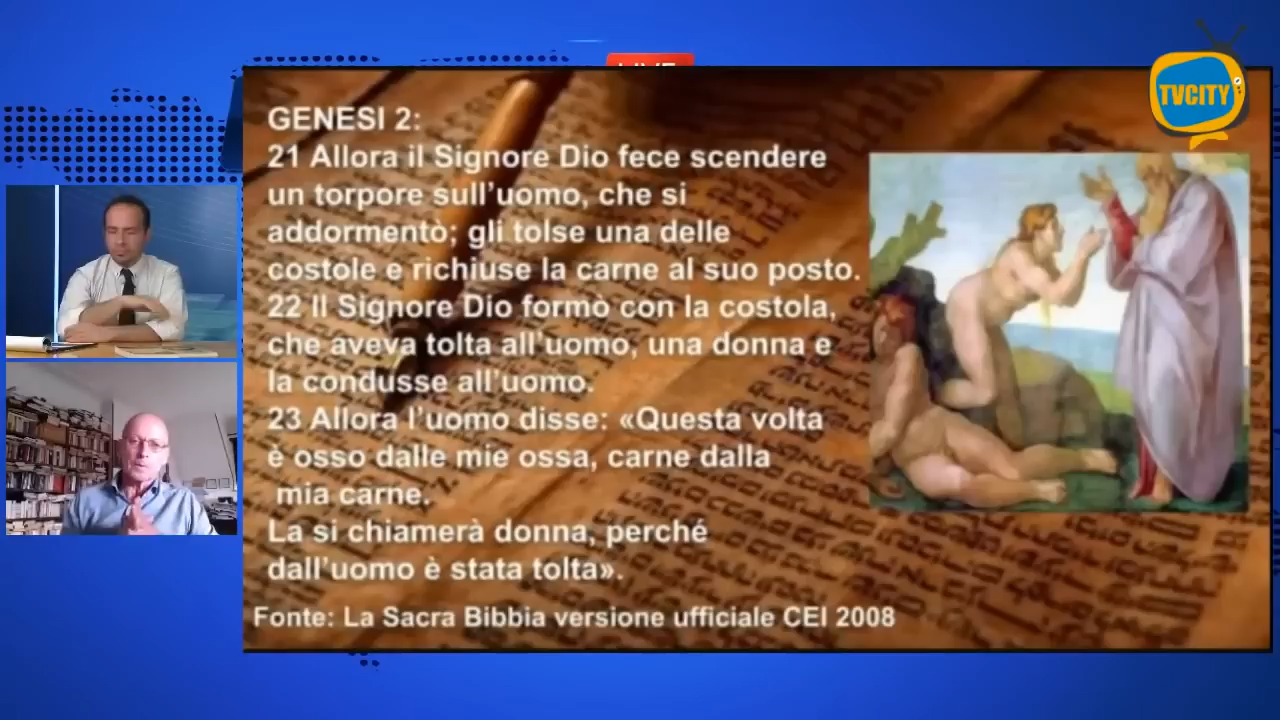 LIVE
TVCITY
GENESI 2:
21 Allora il Signore Dio fece scendere
un torpore sull'uomo, che si
addormentò; gli tolse una delle
costole e richiuse la carne al suo posto.
22 Il Signore Dio formò con la costola,
che aveva tolta all'uomo, una donna e
la condusse all'uomo.
23 Allora l'uomo disse: «Questa volta
è osso dalle mie ossa, carne dalla
mia carne.
La si chiamerà donna, perché
dall'uomo è stata tolta».
Fonte: La Sacra Bibbia versione ufficiale CEI 2008